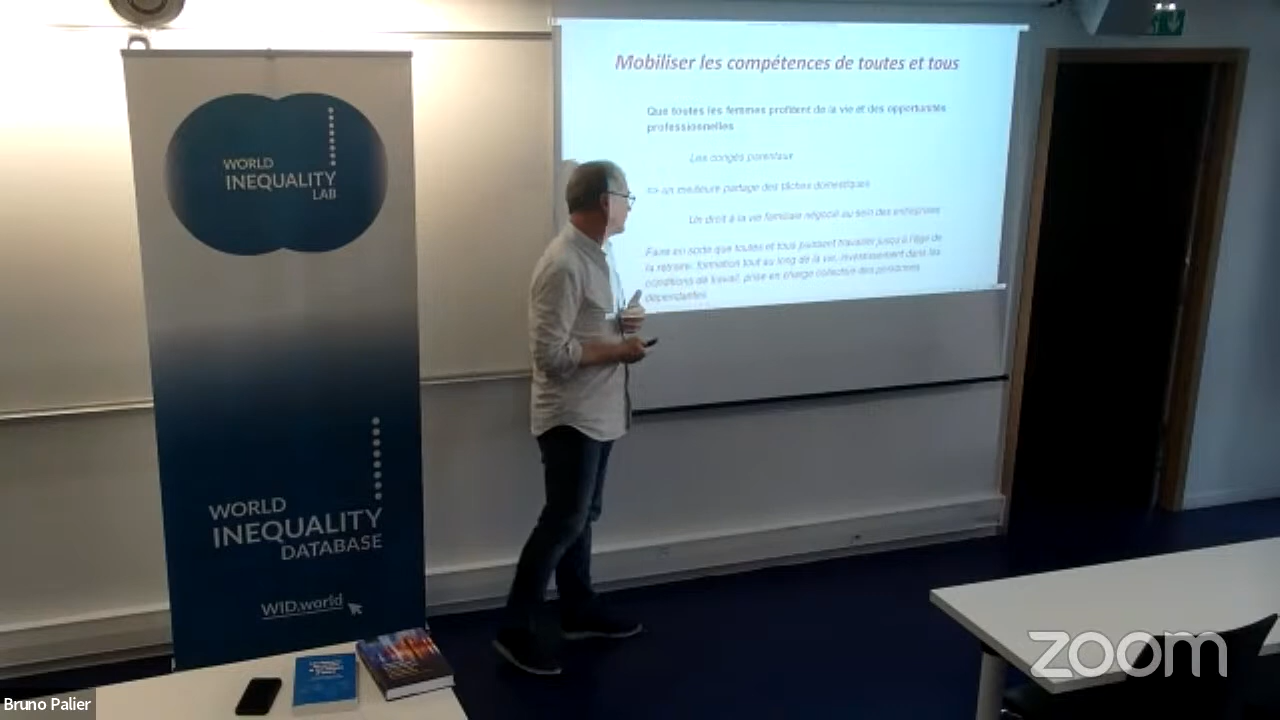 WORLD
INEQUALITY
LAB
WORLD
INEQUALITY
DATABASE
WID.world
Mobiliser les compétences de toutes et tous
Que toutes les femmes profitent de la vie et des opportunités
professionnelles
Les congés parentaux
=> un meilleure partage des tâches domestiques
Un droit à la vie familiale négocié au sein des entreprises
Faire en sorte que toutes et tous puissent travailler jusqu'à l'âge de
la retraite: formation tout au long de la vie, investissement dans les
conditions de travail, prise en charge collective des personnes
dépendantes
zoom
Bruno Palier